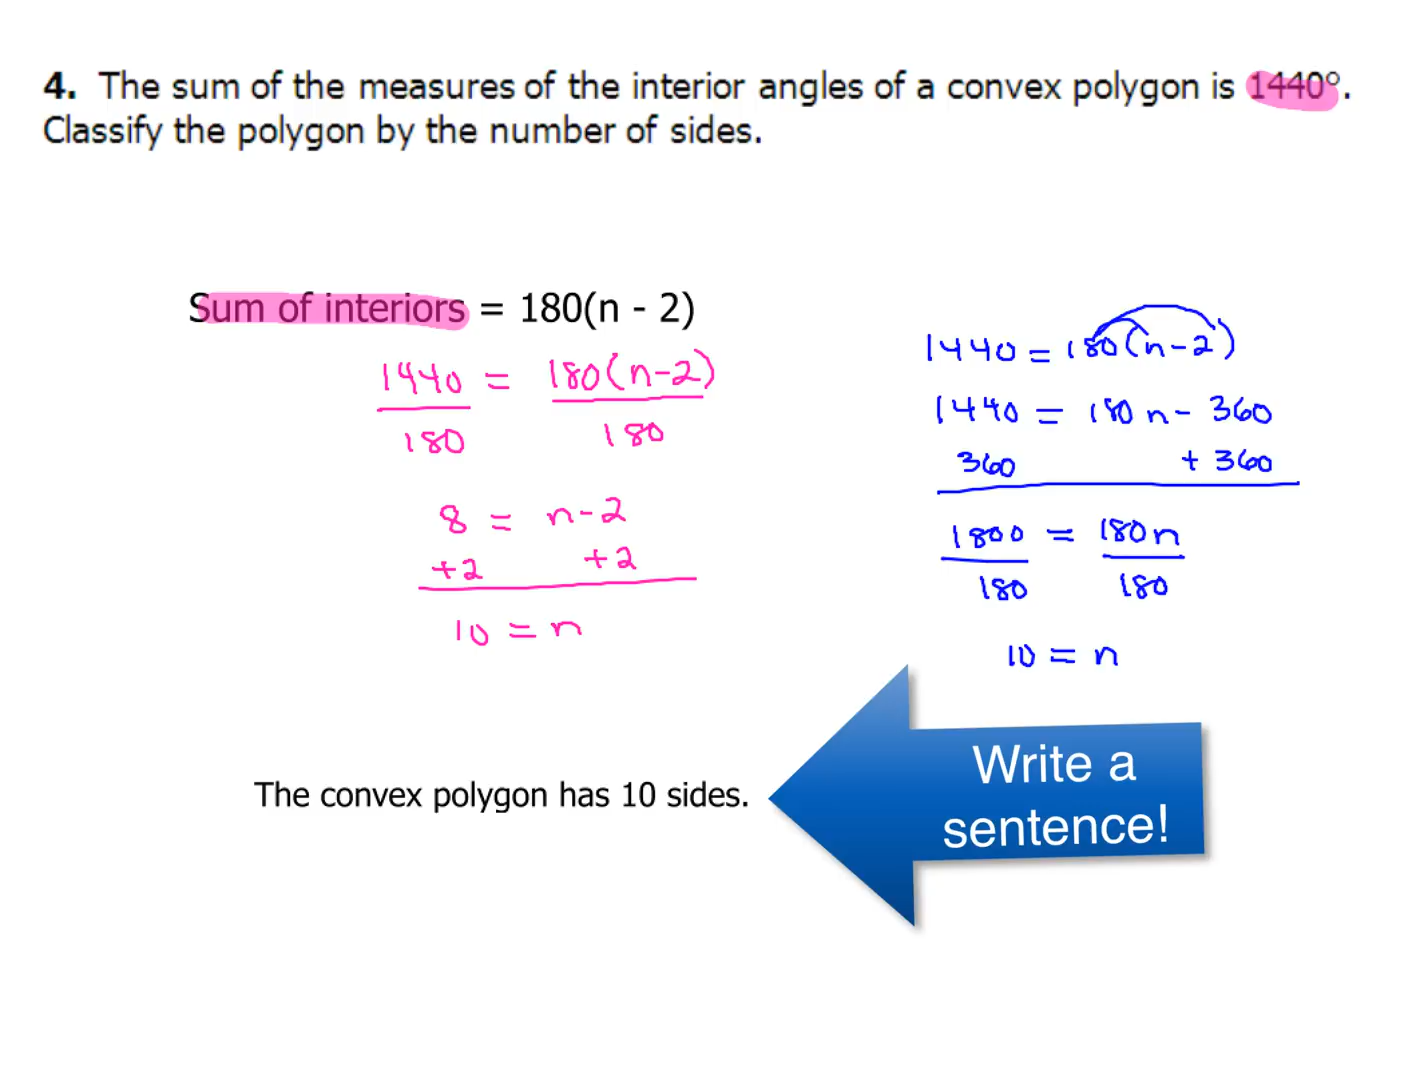 4. The sum of the measures of the interior angles of a convex polygon is 1440°.
Classify the polygon by the number of sides.
Sum of interiors = 180(n - 2)
1440 = 180(n-2)
180 180
8 = n-2
+2 +2
10 = n
1440 = 180(n-2)
1440 = 180n - 360
360 + 360
1800 = 180n
180 180
10 = n
The convex polygon has 10 sides.
Write a
sentence!